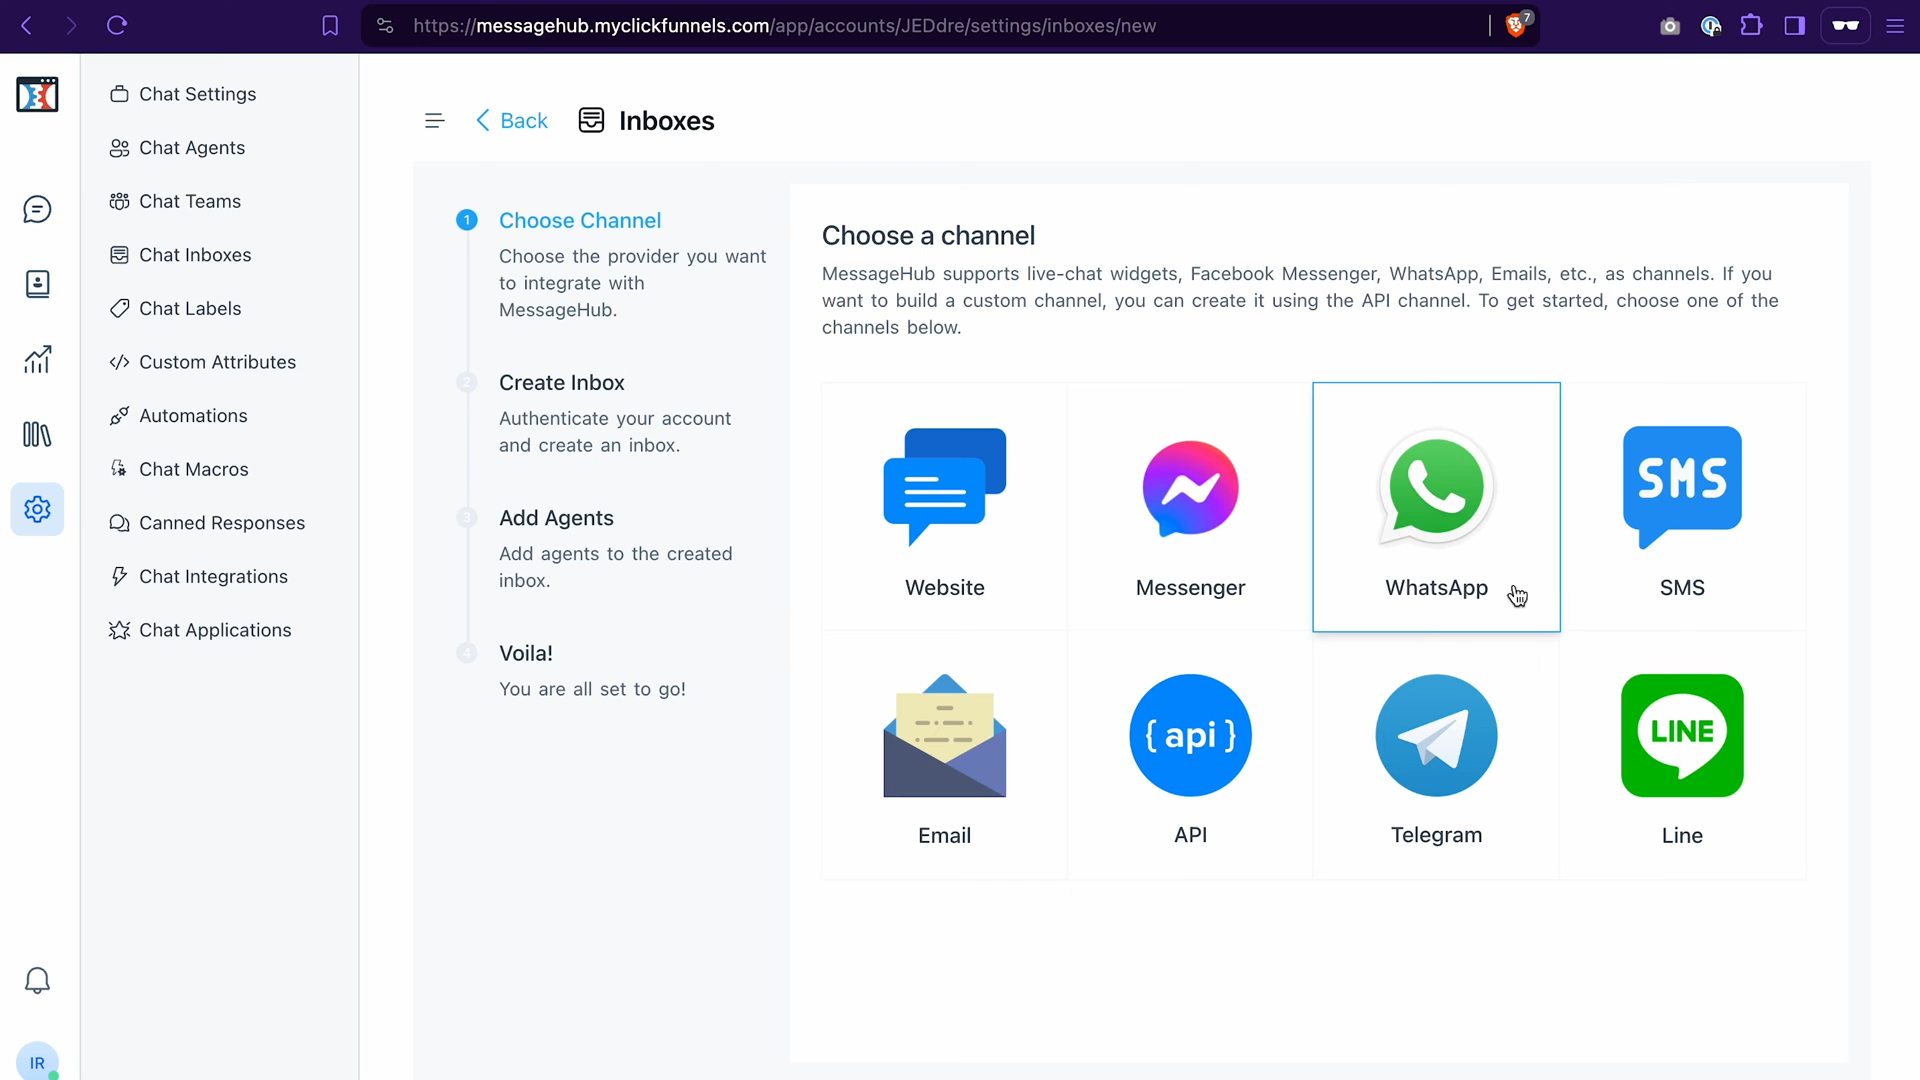 https://messagehub.myclickfunnels.com/app/accounts/JEDdre/settings/inboxes/new
7
Chat Settings
Chat Agents
Chat Teams
Chat Inboxes
Chat Labels
Custom Attributes
Automations
Chat Macros
Canned Responses
Chat Integrations
Chat Applications
IR
Back
Inboxes
1
Choose Channel
Choose the provider you want
to integrate with
MessageHub.
2
Create Inbox
Authenticate your account
and create an inbox.
3
Add Agents
Add agents to the created
inbox.
4
Voila!
You are all set to go!
Choose a channel
MessageHub supports live-chat widgets, Facebook Messenger, WhatsApp, Emails, etc., as channels. If you
want to build a custom channel, you can create it using the API channel. To get started, choose one of the
channels below.
Website
Messenger
WhatsApp
SMS
SMS
Email
{ api }
API
Telegram
LINE
Line